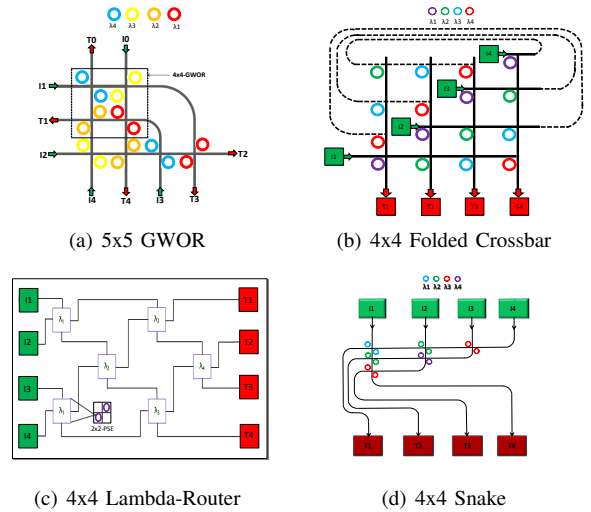 λ4 λ3 λ2 λ1
T0 I0
I1 4x4-GWOR
T1
I2 T2
I4 T4 I3 T3
(a) 5x5 GWOR
λ1 λ2 λ3 λ4
I4
I3
I2
I1
T1 T2 T3 T4
(b) 4x4 Folded Crossbar
I1 T1
λ1 λ3
I2 T2
λ2 λ4
I3 T3
λ1 λ3
2x2-PSE
I4 T4
(c) 4x4 Lambda-Router
λ1 λ2 λ3 λ4
I1 I2 I3 I4
T1 T2 T3 T4
(d) 4x4 Snake